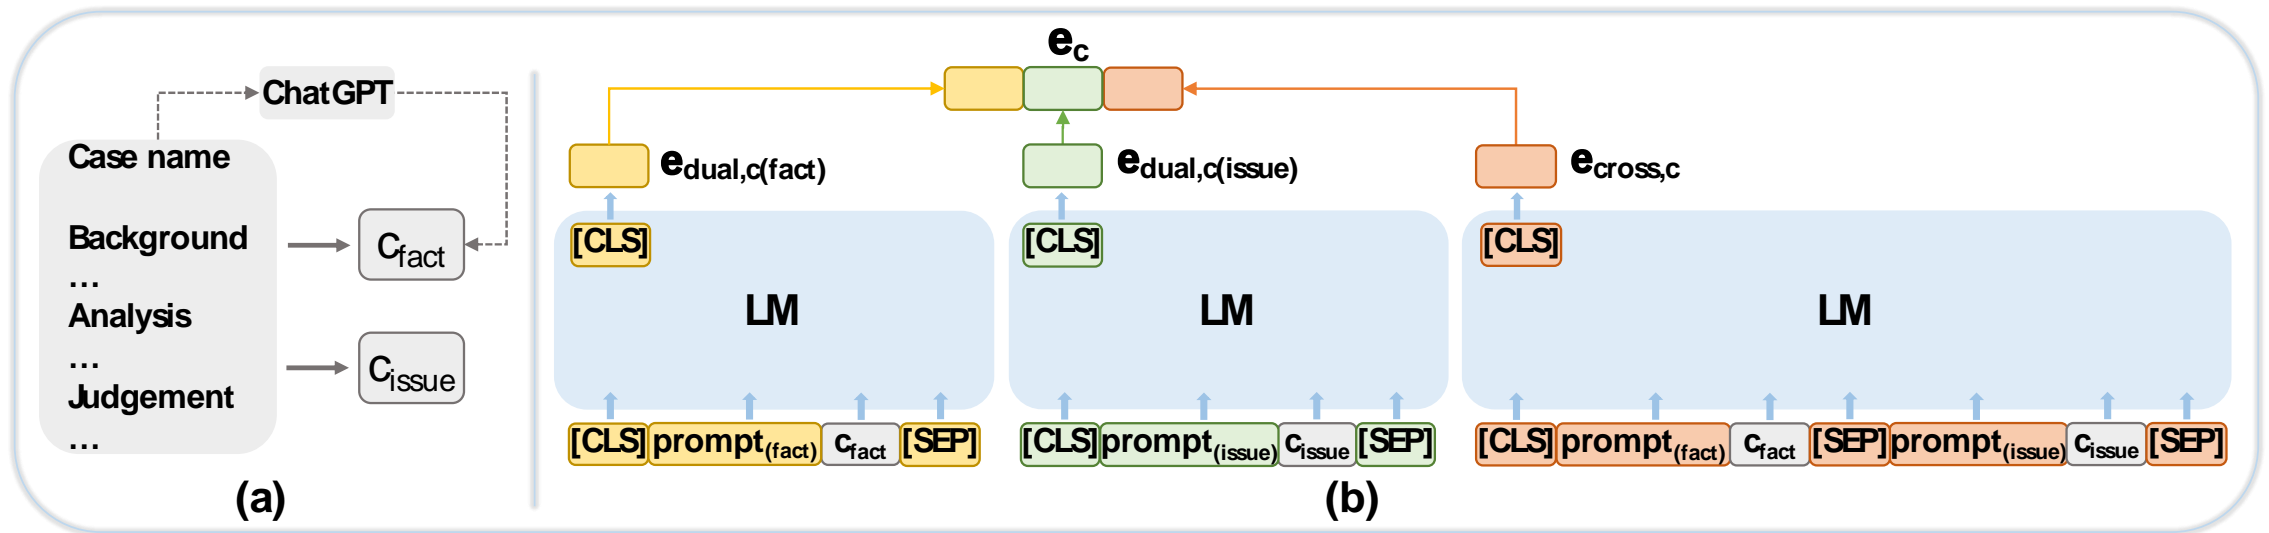 ChatGPT
Case name
Background
...
Analysis
...
Judgement
...
c_fact
c_issue
(a)
e_c
e_dual,c(fact)
e_dual,c(issue)
e_cross,c
[CLS]
[CLS]
[CLS]
LM
LM
LM
[CLS] prompt_(fact) c_fact [SEP]
[CLS] prompt_(issue) c_issue [SEP]
[CLS] prompt_(fact) c_fact [SEP] prompt_(issue) c_issue [SEP]
(b)